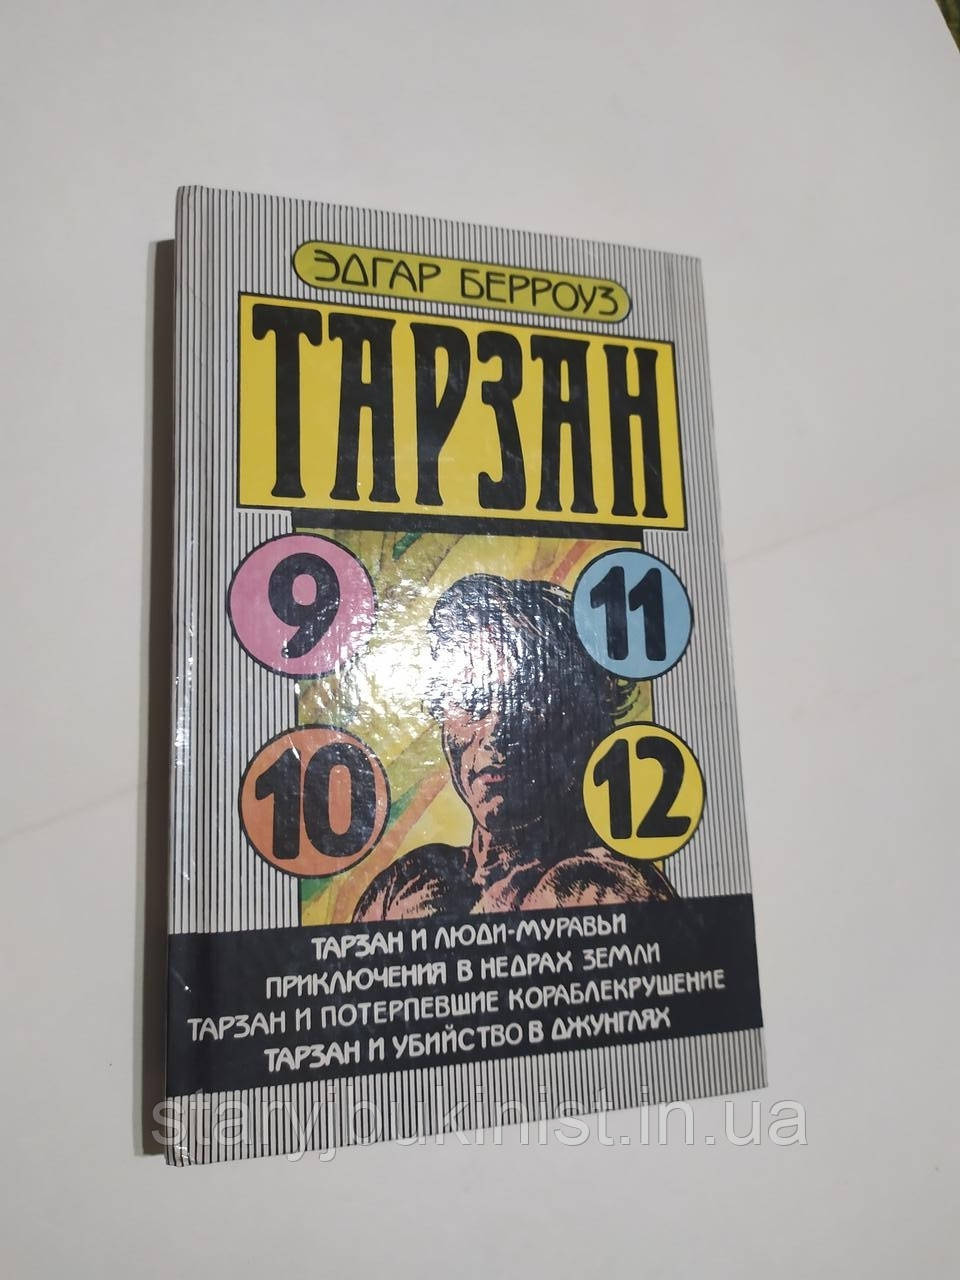 ЭДГАР БЕРРОУЗ
ТАРЗАН
9
11
10
12
ТАРЗАН И ЛЮДИ-МУРАВЬИ
ПРИКЛЮЧЕНИЯ В НЕДРАХ ЗЕМЛИ
ТАРЗАН И ПОТЕРПЕВШИЕ КОРАБЛЕКРУШЕНИЕ
ТАРЗАН И УБИЙСТВО В ДЖУНГЛЯХ
staryjbukinist.in.ua